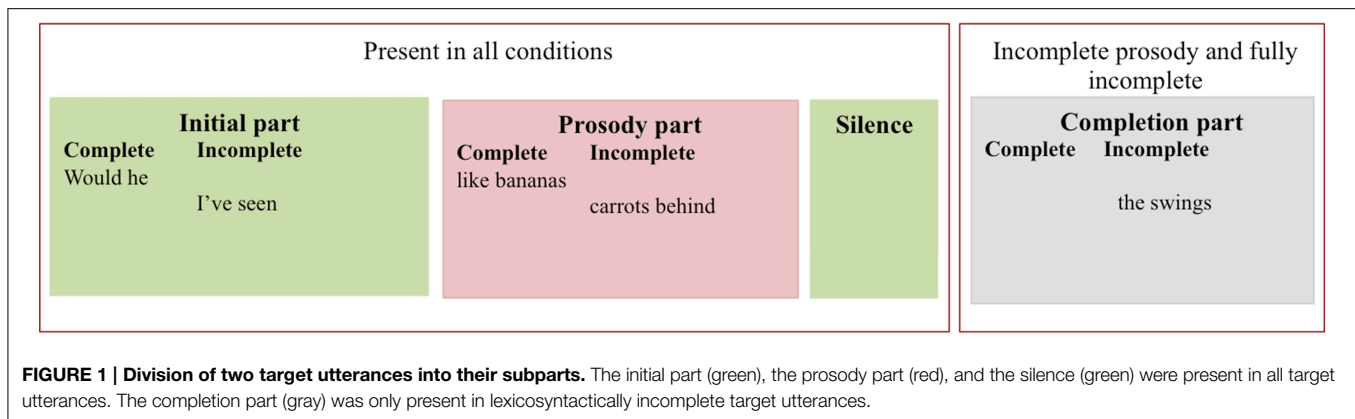 Present in all conditions
Incomplete prosody and fully
incomplete
Initial part
Complete Incomplete
Would he
I've seen
Prosody part
Complete Incomplete
like bananas
carrots behind
Silence
Completion part
Complete Incomplete
the swings
FIGURE 1 | Division of two target utterances into their subparts. The initial part (green), the prosody part (red), and the silence (green) were present in all target
utterances. The completion part (gray) was only present in lexicosyntactically incomplete target utterances.